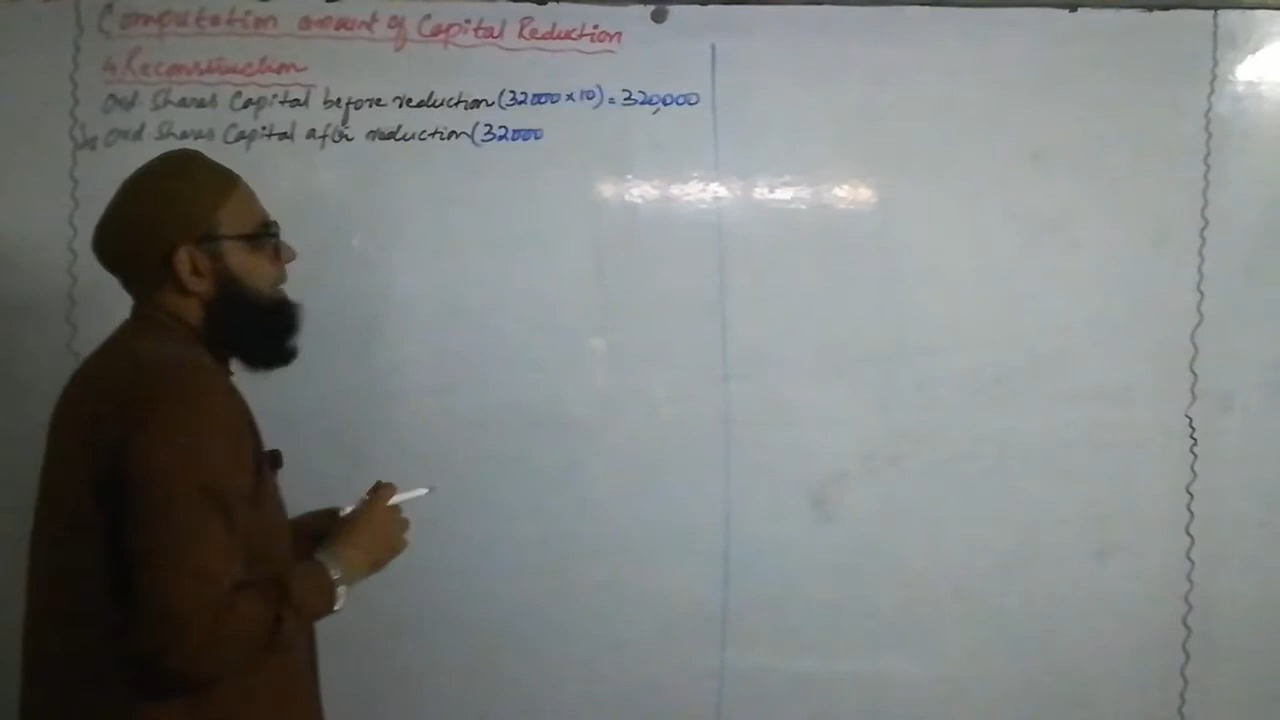 Computation amount of Capital Reduction
& Reconstruction
Ord Shares Capital before reduction (32000 × 10) = 320,000
Ord Shares Capital after reduction (32000